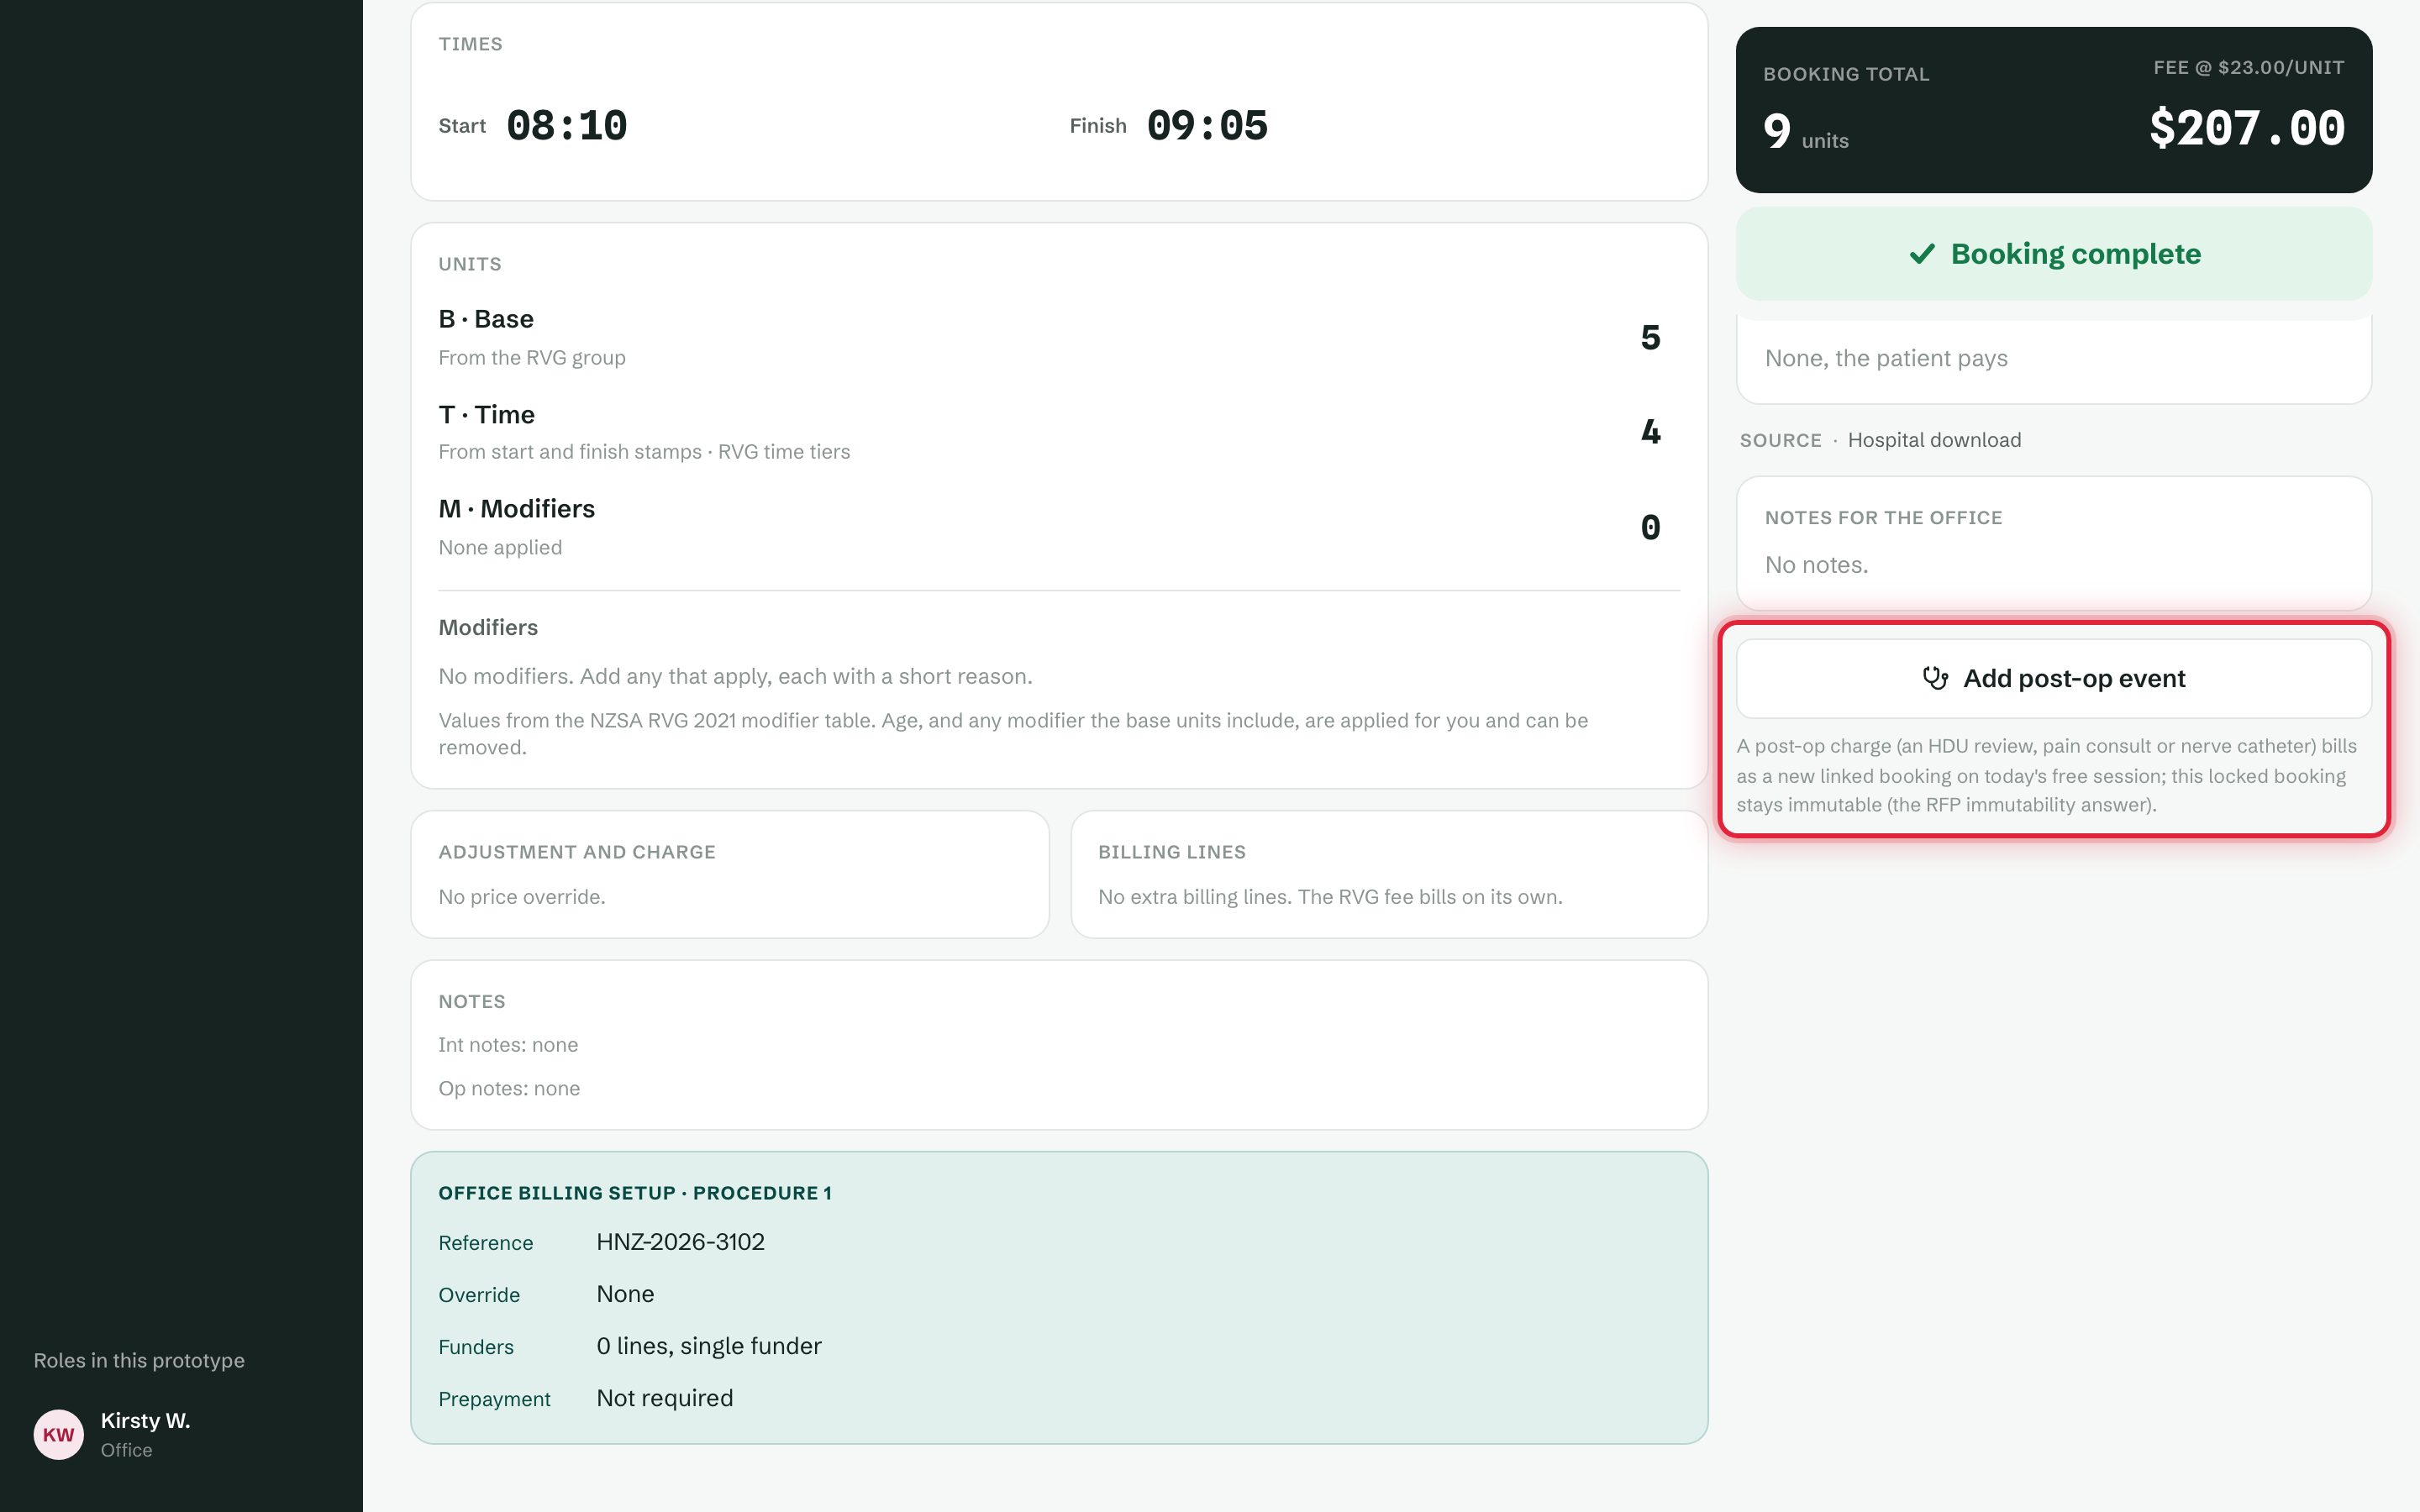 TIMES
Start 08:10
Finish 09:05
UNITS
B · Base
From the RVG group
5
T · Time
From start and finish stamps · RVG time tiers
4
M · Modifiers
None applied
0
Modifiers
No modifiers. Add any that apply, each with a short reason.
Values from the NZSA RVG 2021 modifier table. Age, and any modifier the base units include, are applied for you and can be
removed.
ADJUSTMENT AND CHARGE
No price override.
BILLING LINES
No extra billing lines. The RVG fee bills on its own.
NOTES
Int notes: none
Op notes: none
OFFICE BILLING SETUP · PROCEDURE 1
Reference HNZ-2026-3102
Override None
Funders 0 lines, single funder
Prepayment Not required
BOOKING TOTAL
9 units
FEE @ $23.00/UNIT
$207.00
Booking complete
None, the patient pays
SOURCE · Hospital download
NOTES FOR THE OFFICE
No notes.
Add post-op event
A post-op charge (an HDU review, pain consult or nerve catheter) bills
as a new linked booking on today's free session; this locked booking
stays immutable (the RFP immutability answer).
Roles in this prototype
KW
Kirsty W.
Office